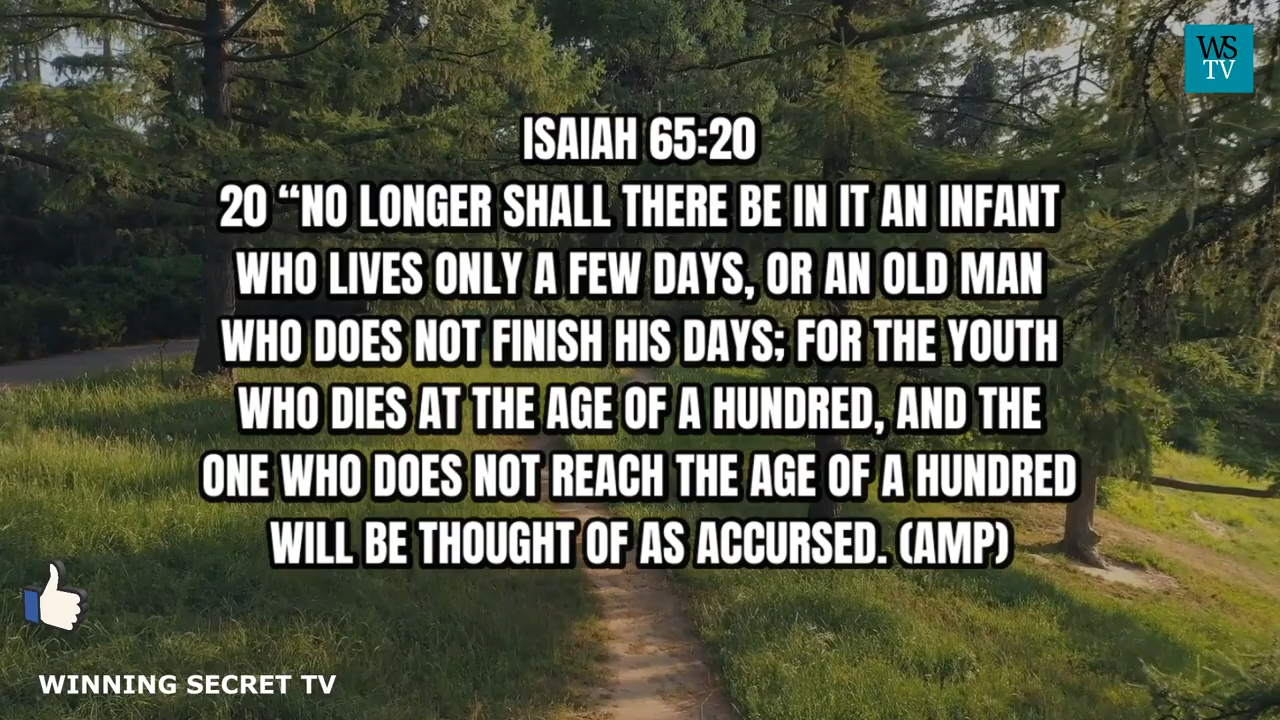 WS
TV
ISAIAH 65:20
20 “NO LONGER SHALL THERE BE IN IT AN INFANT
WHO LIVES ONLY A FEW DAYS, OR AN OLD MAN
WHO DOES NOT FINISH HIS DAYS; FOR THE YOUTH
WHO DIES AT THE AGE OF A HUNDRED, AND THE
ONE WHO DOES NOT REACH THE AGE OF A HUNDRED
WILL BE THOUGHT OF AS ACCURSED. (AMP)
WINNING SECRET TV